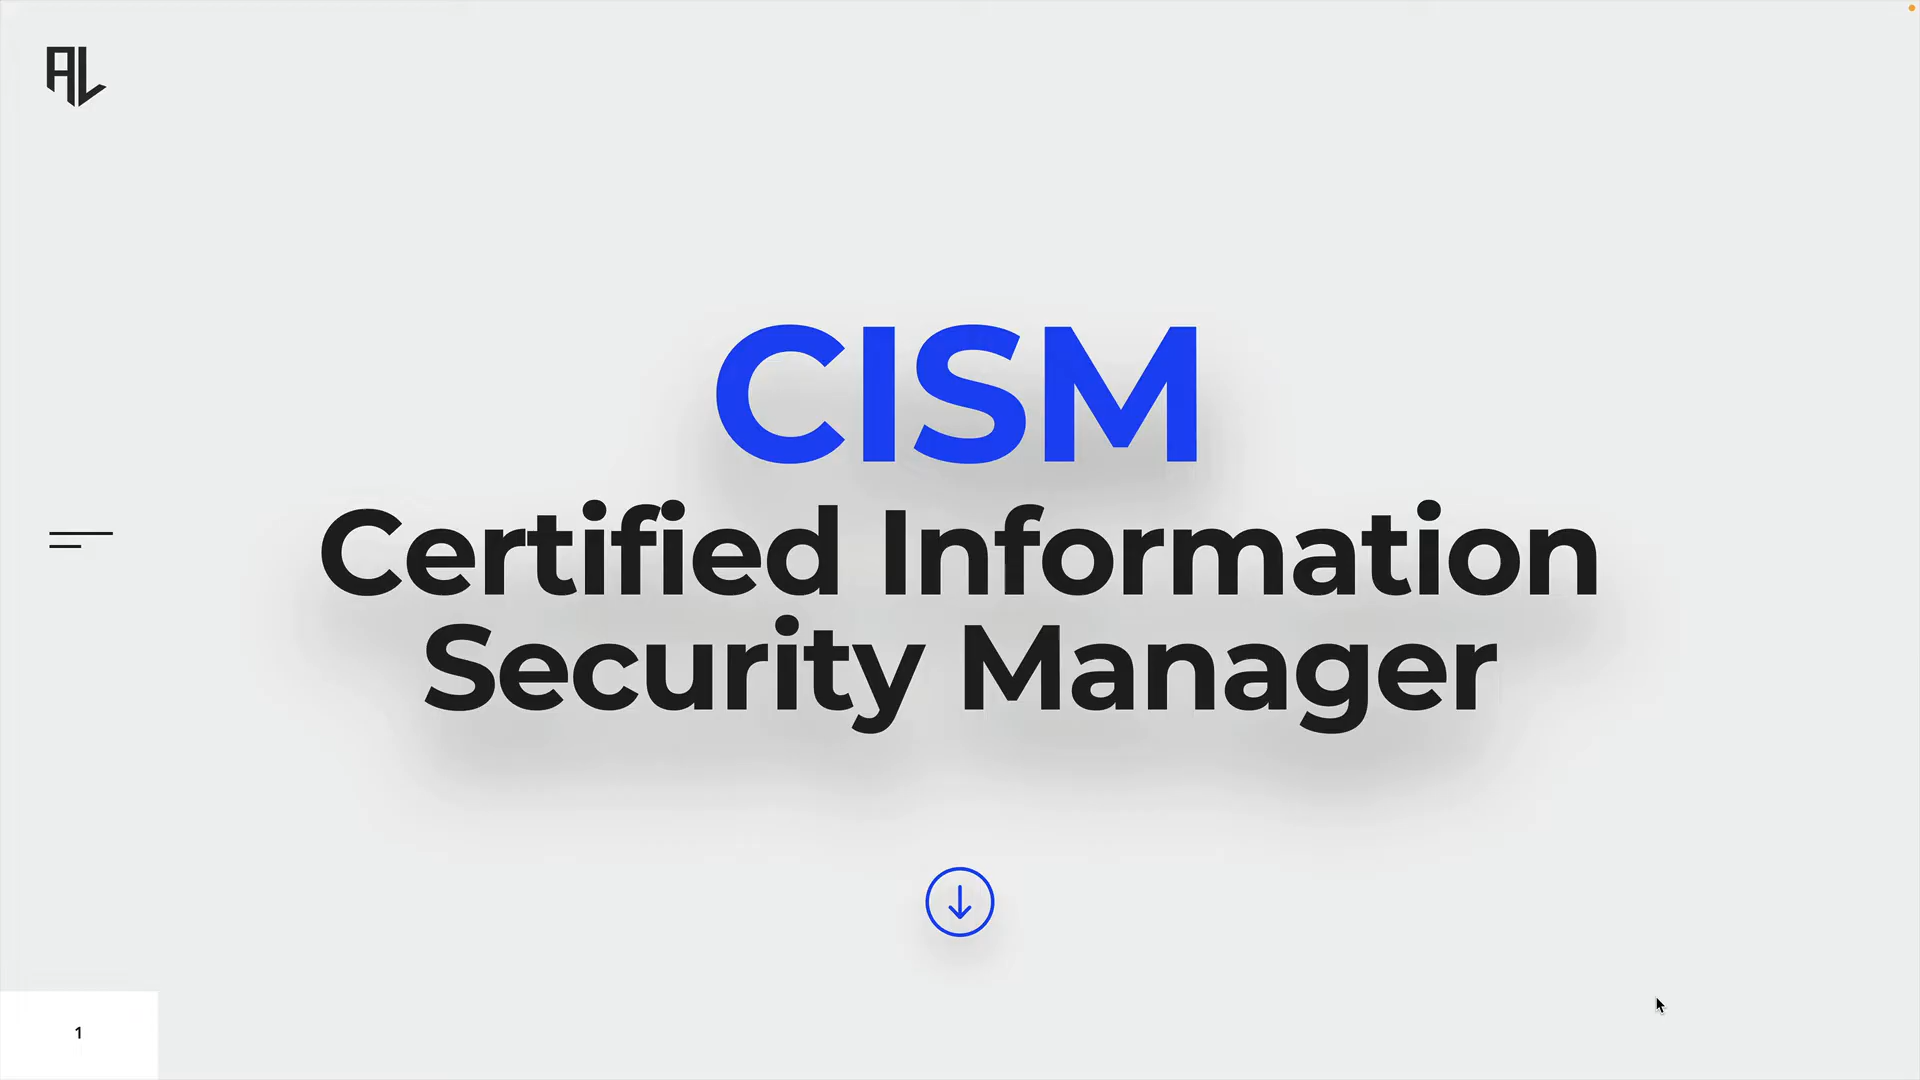 AL
CISM
Certified Information
Security Manager
1